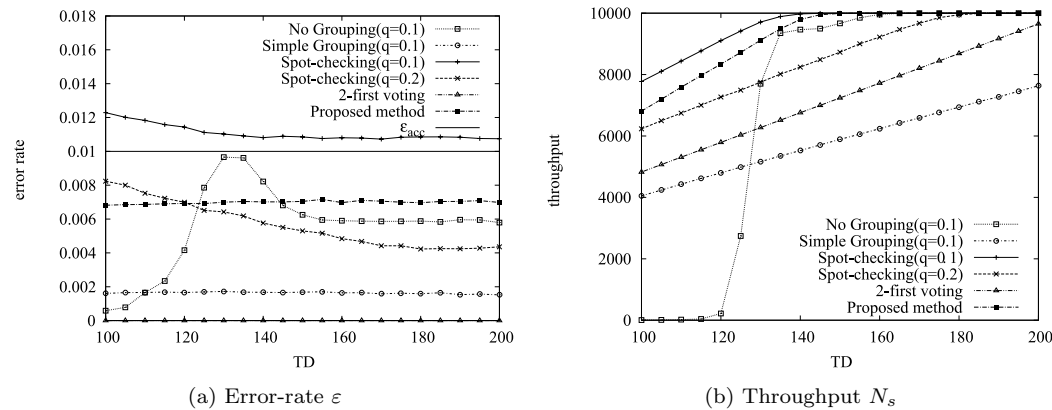 0.018
0.016
0.014
0.012
0.01
0.008
0.006
0.004
0.002
0
error rate
No Grouping(q=0.1)
Simple Grouping(q=0.1)
Spot-checking(q=0.1)
Spot-checking(q=0.2)
2-first voting
Proposed method
ε_acc
100 120 140 160 180 200
TD
(a) Error-rate ε
10000
8000
6000
4000
2000
0
throughput
No Grouping(q=0.1)
Simple Grouping(q=0.1)
Spot-checking(q=0.1)
Spot-checking(q=0.2)
2-first voting
Proposed method
100 120 140 160 180 200
TD
(b) Throughput N_s